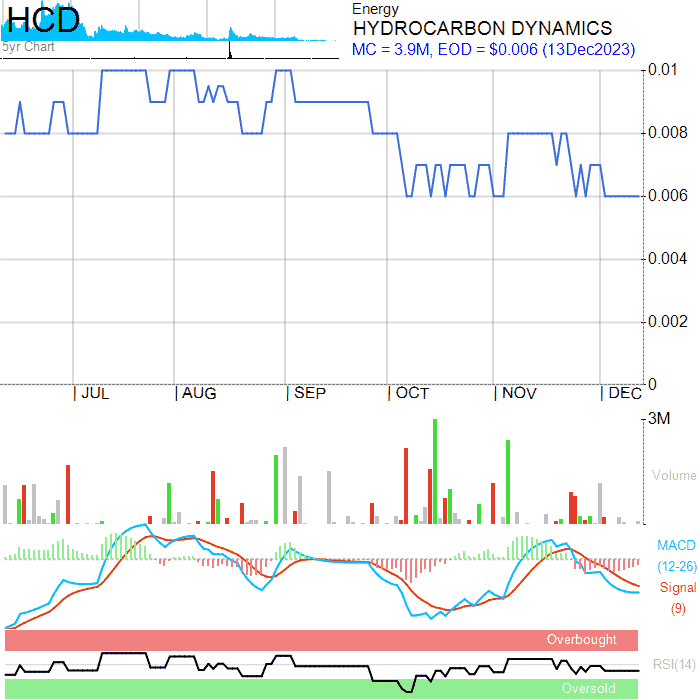 HCD
5yr Chart
Energy
HYDROCARBON DYNAMICS
MC = 3.9M, EOD = $0.006 (13Dec2023)
0.01
0.008
0.006
0.004
0.002
0
| JUL | AUG | SEP | OCT | NOV | DEC
3M
Volume
MACD
(12-26)
Signal
(9)
Overbought
RSI(14)
Oversold